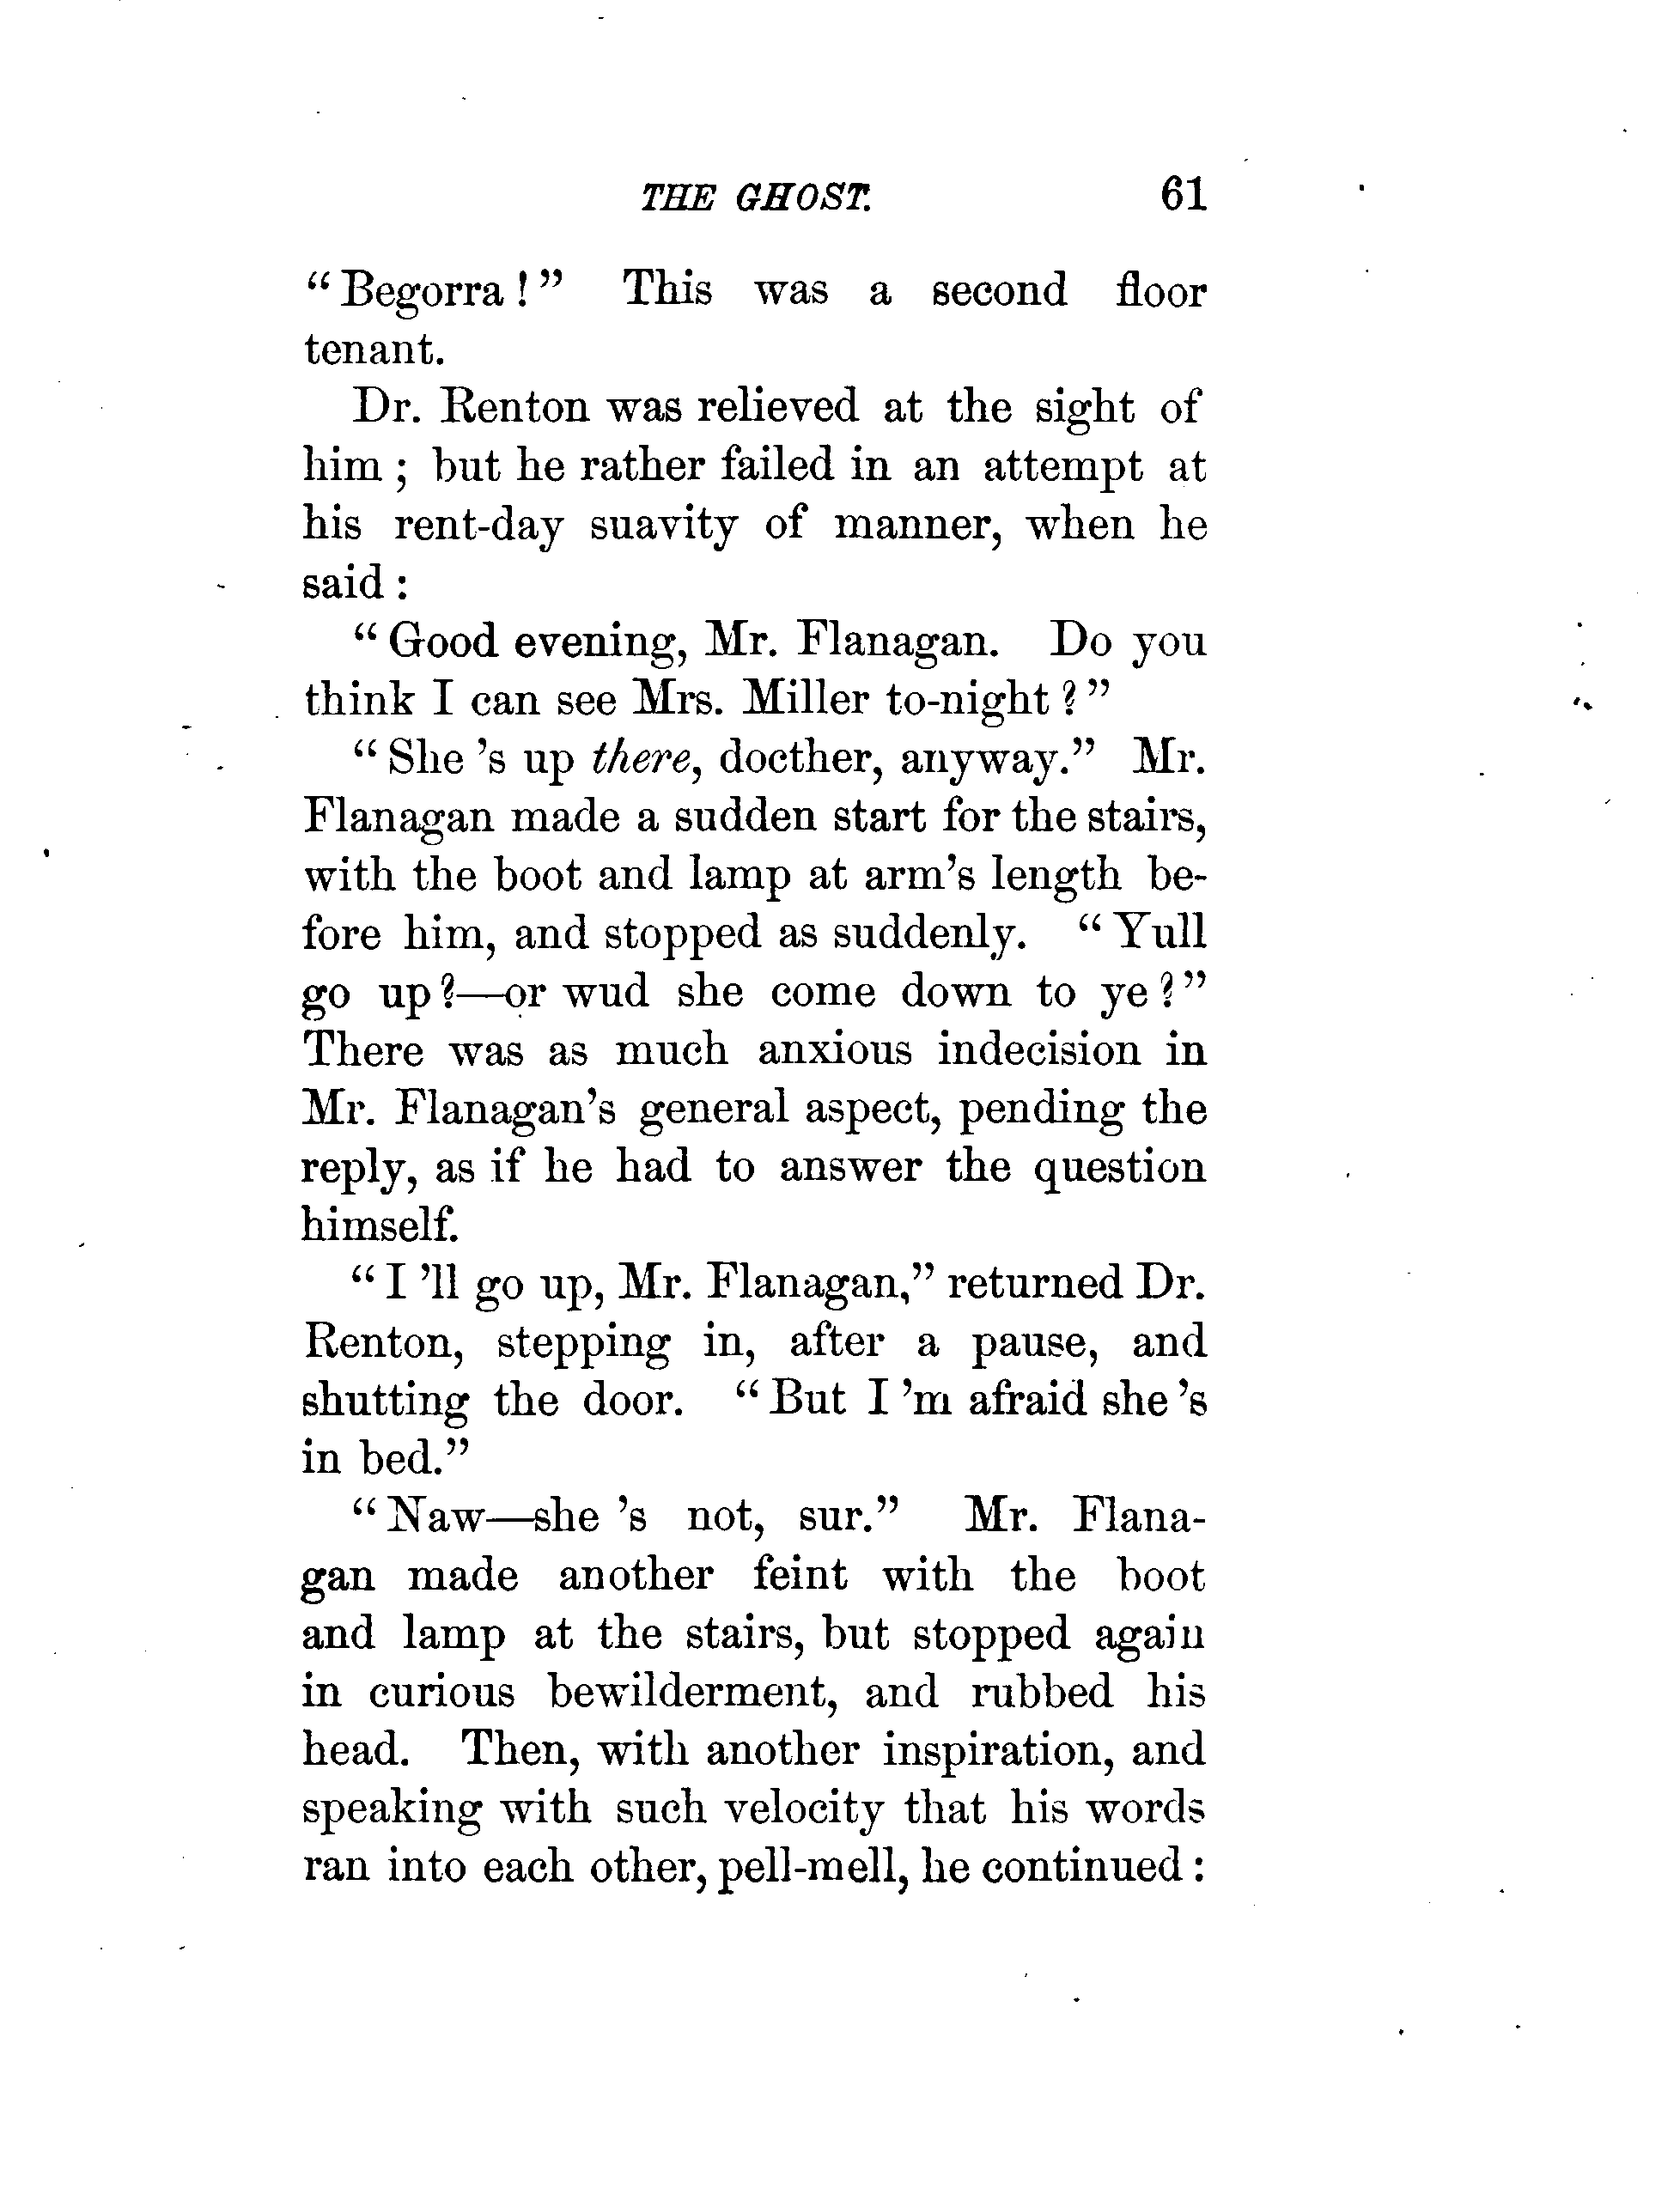 THE GHOST. 61
"Begorra!" This was a second floor
tenant.
Dr. Renton was relieved at the sight of
him; but he rather failed in an attempt at
his rent-day suavity of manner, when he
said:
"Good evening, Mr. Flanagan. Do you
think I can see Mrs. Miller to-night?"
"She 's up there, docther, anyway." Mr.
Flanagan made a sudden start for the stairs,
with the boot and lamp at arm's length be-
fore him, and stopped as suddenly. "Yull
go up?—or wud she come down to ye?"
There was as much anxious indecision in
Mr. Flanagan's general aspect, pending the
reply, as if he had to answer the question
himself.
"I 'll go up, Mr. Flanagan," returned Dr.
Renton, stepping in, after a pause, and
shutting the door. "But I 'm afraid she 's
in bed."
"Naw—she 's not, sur." Mr. Flana-
gan made another feint with the boot
and lamp at the stairs, but stopped again
in curious bewilderment, and rubbed his
head. Then, with another inspiration, and
speaking with such velocity that his words
ran into each other, pell-mell, he continued: